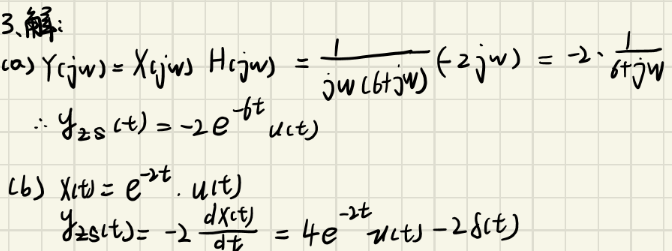 3、解:
(a) Y(jw) = X(jw) H(jw) = 1/(jw(6+jw)) (-2jw) = -2· 1/(6+jw)
∴ y_zs(t) = -2e^{-6t} u(t)
(b) x(t) = e^{-2t}. u(t)
y_zs(t) = -2 dx(t)/dt = 4e^{-2t} u(t) - 2δ(t)